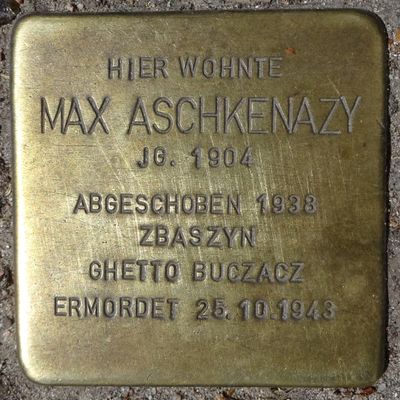 HIER WOHNTE
MAX ASCHKENAZY
JG. 1904
ABGESCHOBEN 1938
ZBASZYN
GHETTO BUCZACZ
ERMORDET 25.10.1943